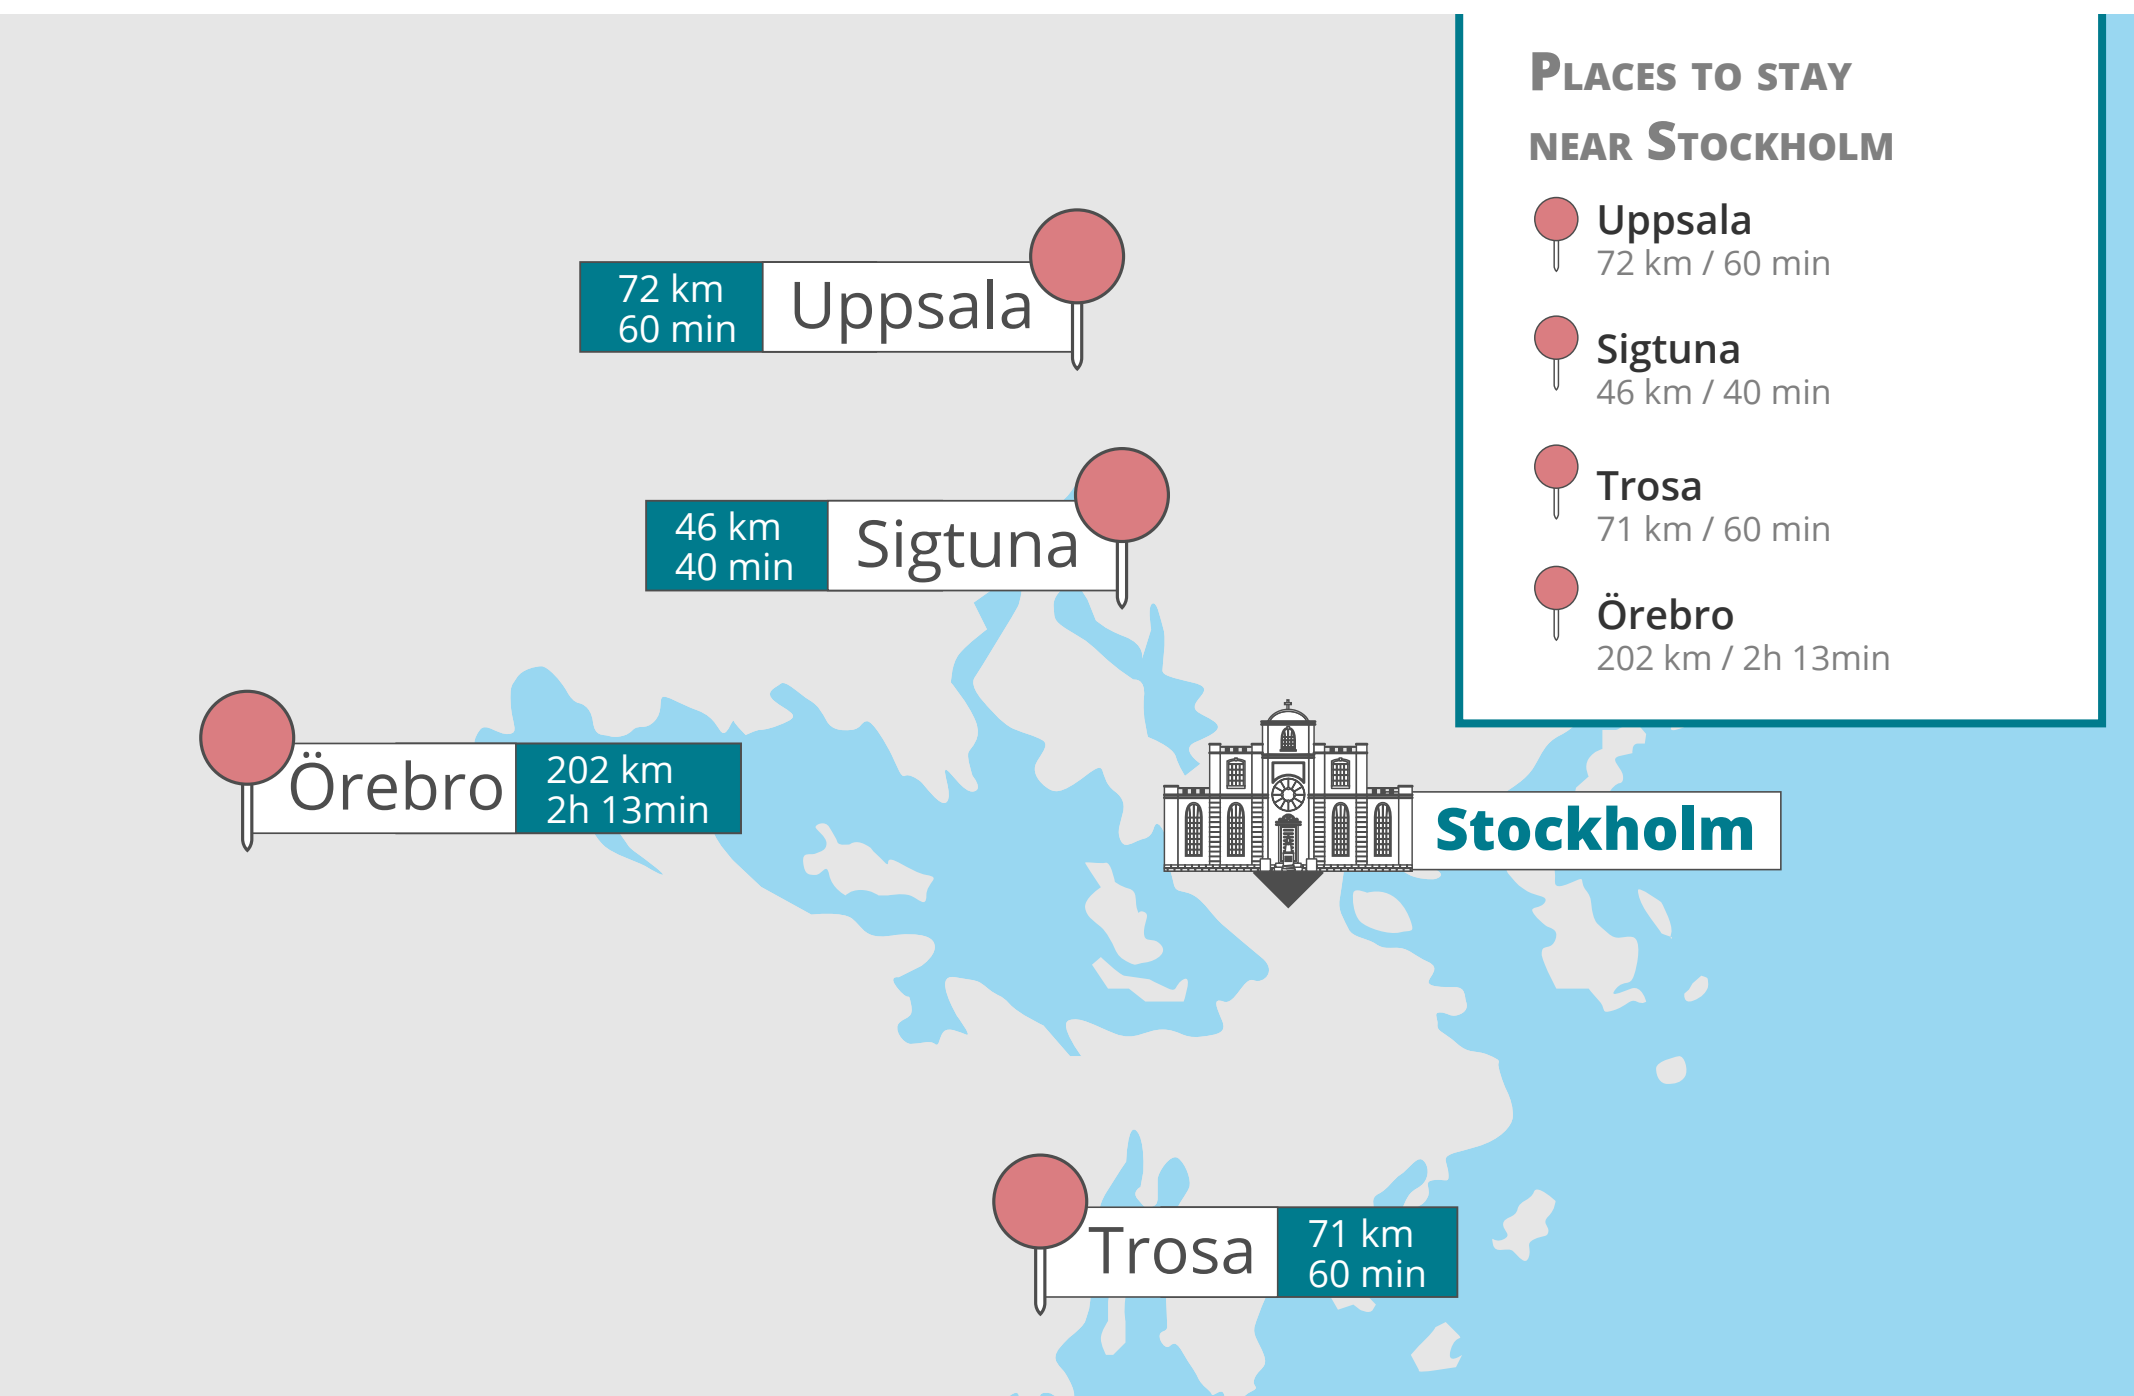 PLACES TO STAY
NEAR STOCKHOLM
Uppsala
72 km / 60 min
Sigtuna
46 km / 40 min
Trosa
71 km / 60 min
Örebro
202 km / 2h 13min
72 km
60 min
Uppsala
46 km
40 min
Sigtuna
Örebro
202 km
2h 13min
Stockholm
Trosa
71 km
60 min